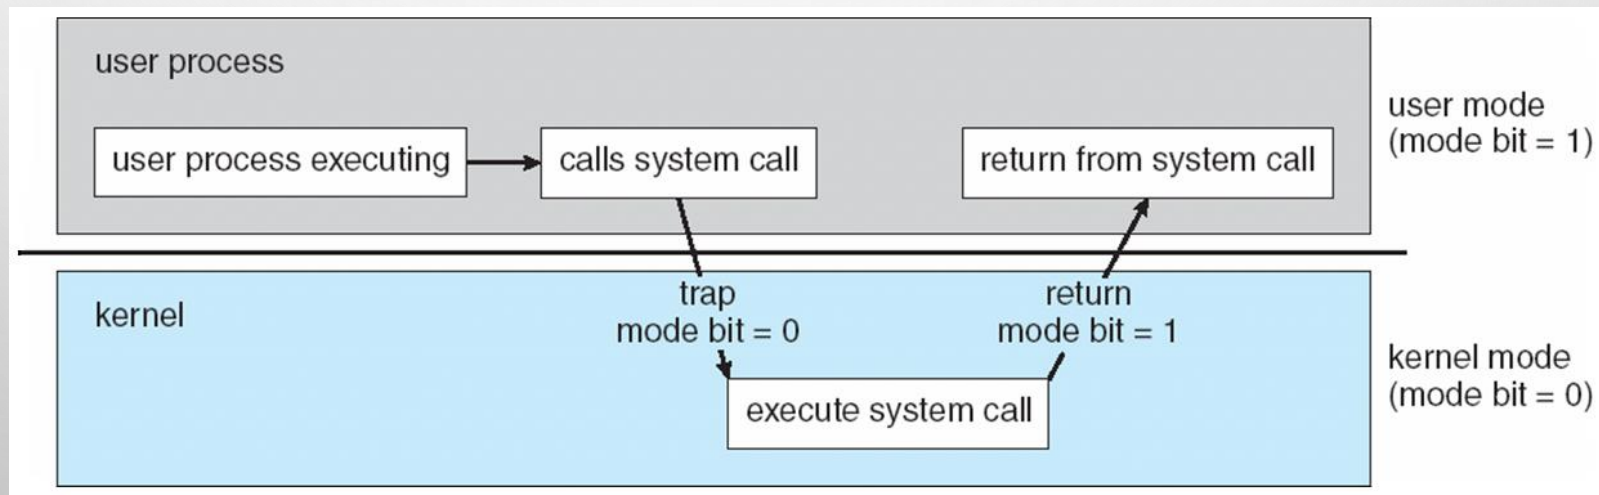 user process
user process executing
calls system call
return from system call
user mode
(mode bit = 1)
kernel
trap
mode bit = 0
return
mode bit = 1
execute system call
kernel mode
(mode bit = 0)